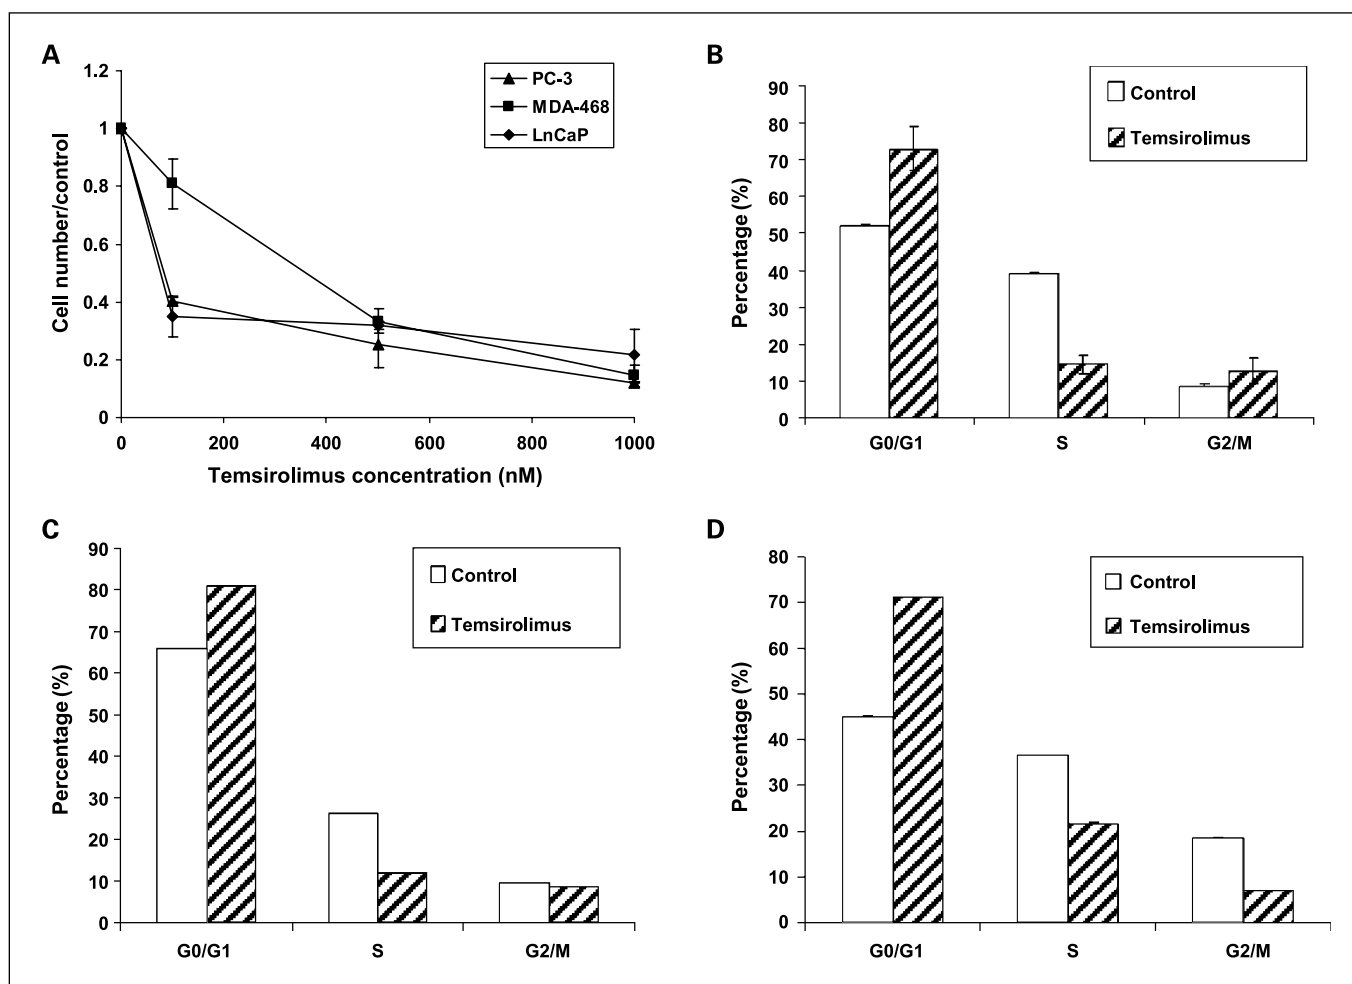 A
1.2
1
0.8
0.6
0.4
0.2
0
0 200 400 600 800 1000
Cell number/control
Temsirolimus concentration (nM)
PC-3
MDA-468
LnCaP
B
90
80
70
60
50
40
30
20
10
0
Percentage (%)
G0/G1 S G2/M
Control
Temsirolimus
C
90
80
70
60
50
40
30
20
10
0
Percentage (%)
G0/G1 S G2/M
Control
Temsirolimus
D
80
70
60
50
40
30
20
10
0
Percentage (%)
G0/G1 S G2/M
Control
Temsirolimus